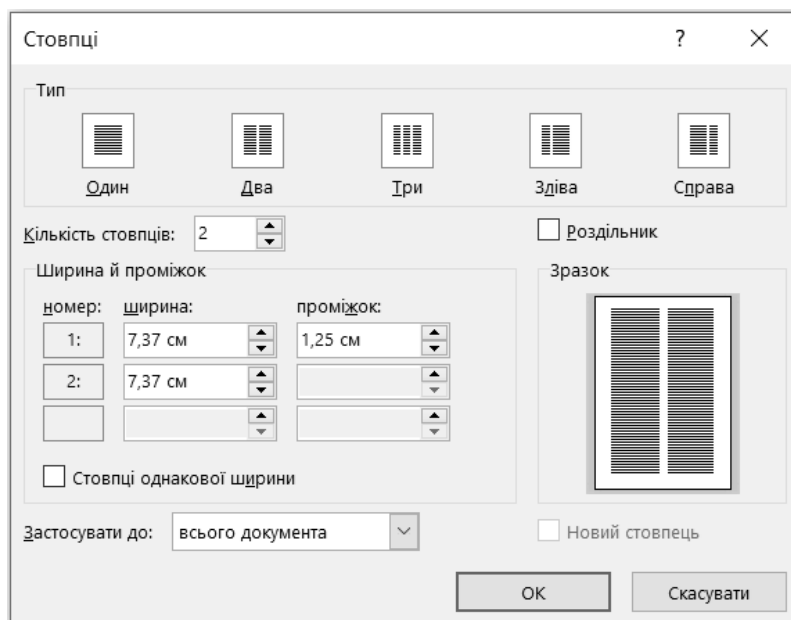 Стовпці ?
Тип
Один Два Три Зліва Справа
Кількість стовпців: 2 Роздільник
Ширина й проміжок Зразок
номер: ширина: проміжок:
1: 7,37 см 1,25 см
2: 7,37 см
Стовпці однакової ширини
Застосувати до: всього документа Новий стовпець
ОК Скасувати